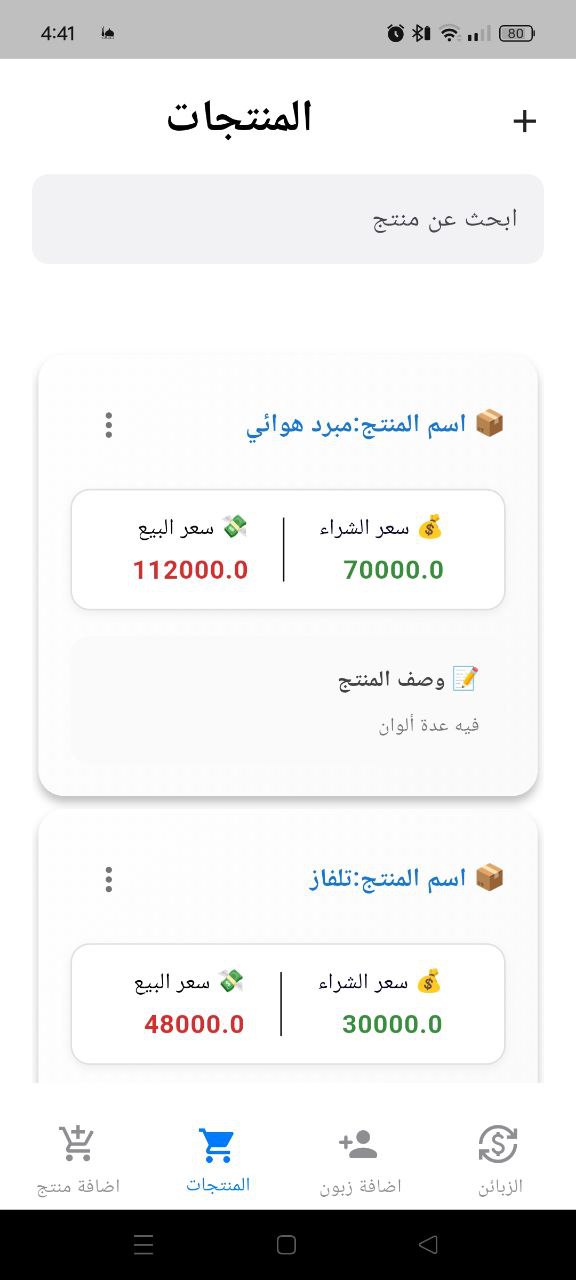 4:41
80
المنتجات
+
ابحث عن منتج
📦 اسم المنتج:مبرد هوائي
💰 سعر الشراء
70000.0
💸 سعر البيع
112000.0
📝 وصف المنتج
فيه عدة ألوان
📦 اسم المنتج:تلفاز
💰 سعر الشراء
30000.0
💸 سعر البيع
48000.0
الزبائن
اضافة زبون
المنتجات
اضافة منتج